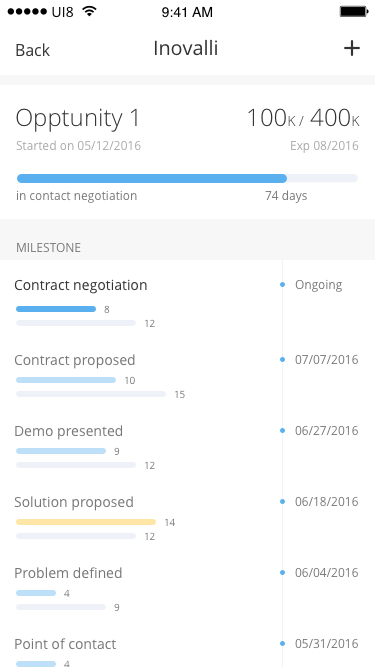 UI8 9:41 AM
Back Inovalli +
Opptunity 1 100K / 400K
Started on 05/12/2016 Exp 08/2016
in contact negotiation 74 days
MILESTONE
Contract negotiation Ongoing
8
12
Contract proposed 07/07/2016
10
15
Demo presented 06/27/2016
9
12
Solution proposed 06/18/2016
14
12
Problem defined 06/04/2016
4
9
Point of contact 05/31/2016
4